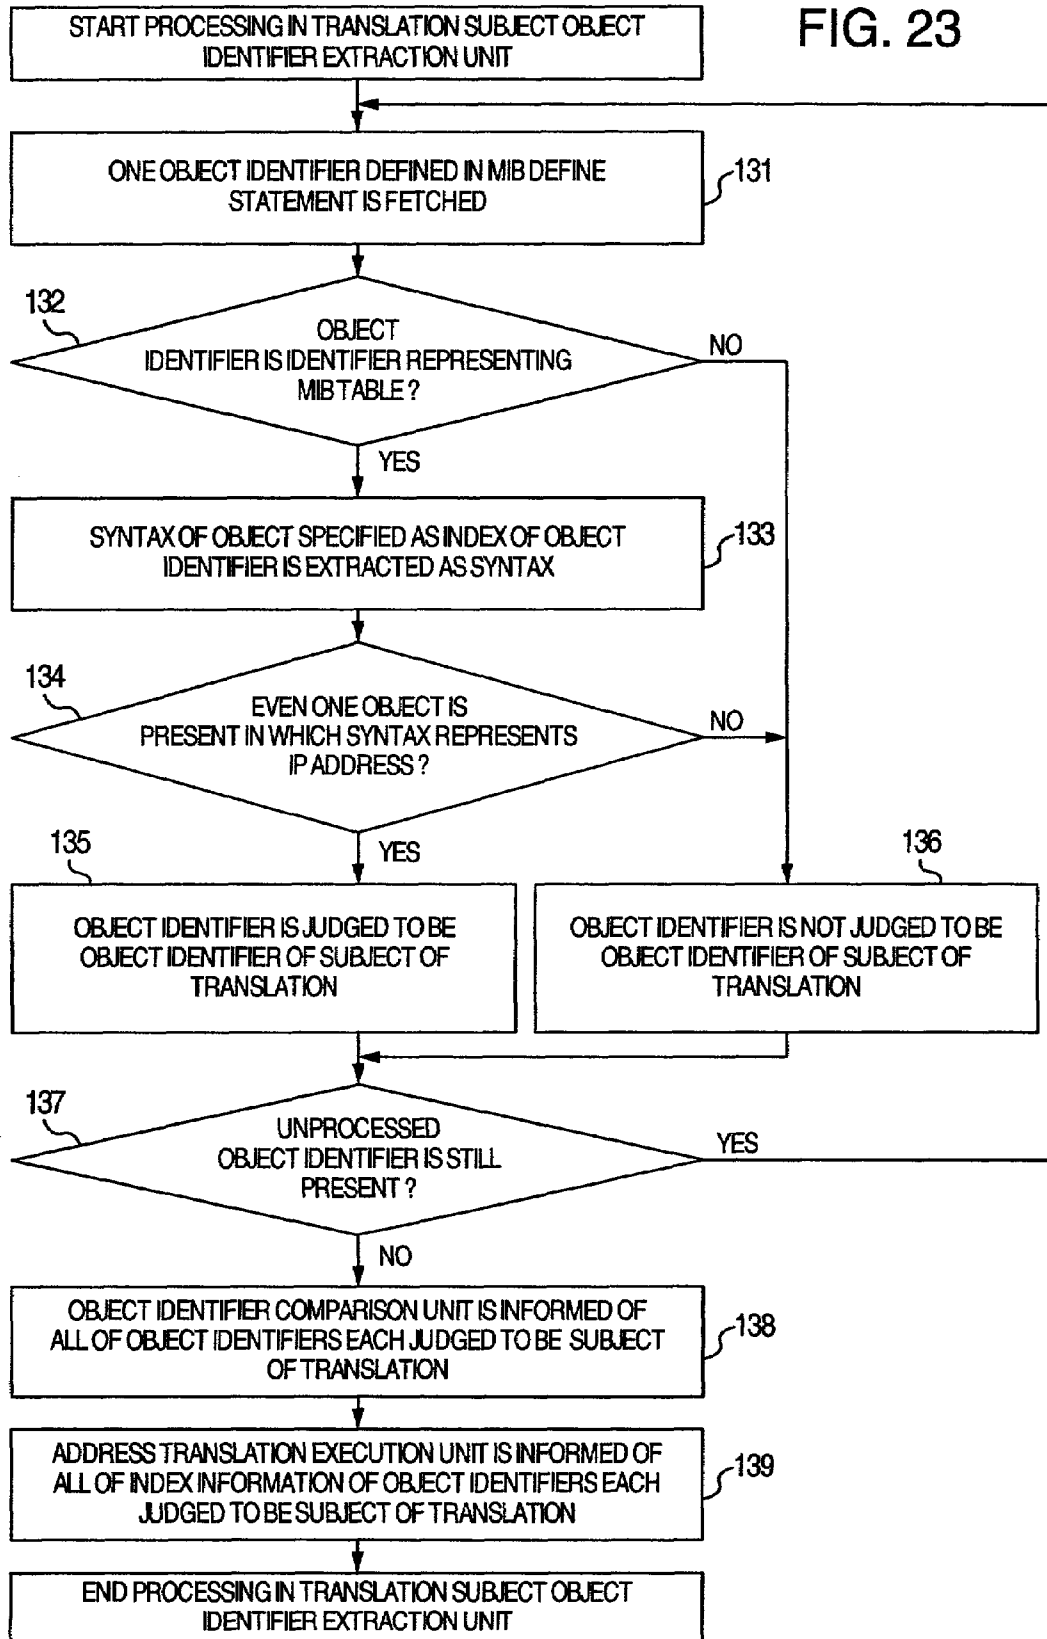 FIG. 23
START PROCESSING IN TRANSLATION SUBJECT OBJECT
IDENTIFIER EXTRACTION UNIT
ONE OBJECT IDENTIFIER DEFINED IN MIB DEFINE
STATEMENT IS FETCHED
131
132
OBJECT
IDENTIFIER IS IDENTIFIER REPRESENTING
MIB TABLE ?
NO
YES
SYNTAX OF OBJECT SPECIFIED AS INDEX OF OBJECT
IDENTIFIER IS EXTRACTED AS SYNTAX
133
134
EVEN ONE OBJECT IS
PRESENT IN WHICH SYNTAX REPRESENTS
IP ADDRESS ?
NO
YES
135
136
OBJECT IDENTIFIER IS JUDGED TO BE
OBJECT IDENTIFIER OF SUBJECT OF
TRANSLATION
OBJECT IDENTIFIER IS NOT JUDGED TO BE
OBJECT IDENTIFIER OF SUBJECT OF
TRANSLATION
137
UNPROCESSED
OBJECT IDENTIFIER IS STILL
PRESENT ?
YES
NO
OBJECT IDENTIFIER COMPARISON UNIT IS INFORMED OF
ALL OF OBJECT IDENTIFIERS EACH JUDGED TO BE SUBJECT
OF TRANSLATION
138
ADDRESS TRANSLATION EXECUTION UNIT IS INFORMED OF
ALL OF INDEX INFORMATION OF OBJECT IDENTIFIERS EACH
JUDGED TO BE SUBJECT OF TRANSLATION
139
END PROCESSING IN TRANSLATION SUBJECT OBJECT
IDENTIFIER EXTRACTION UNIT